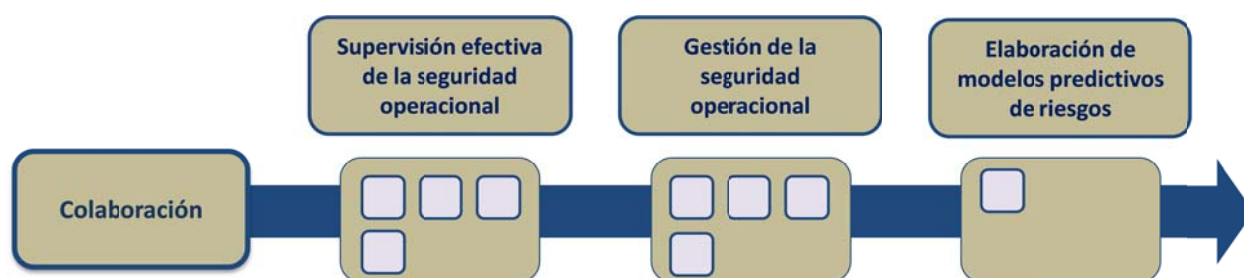 Supervisión efectiva
de la seguridad
operacional
Gestión de la
seguridad
operacional
Elaboración de
modelos predictivos
de riesgos
Colaboración